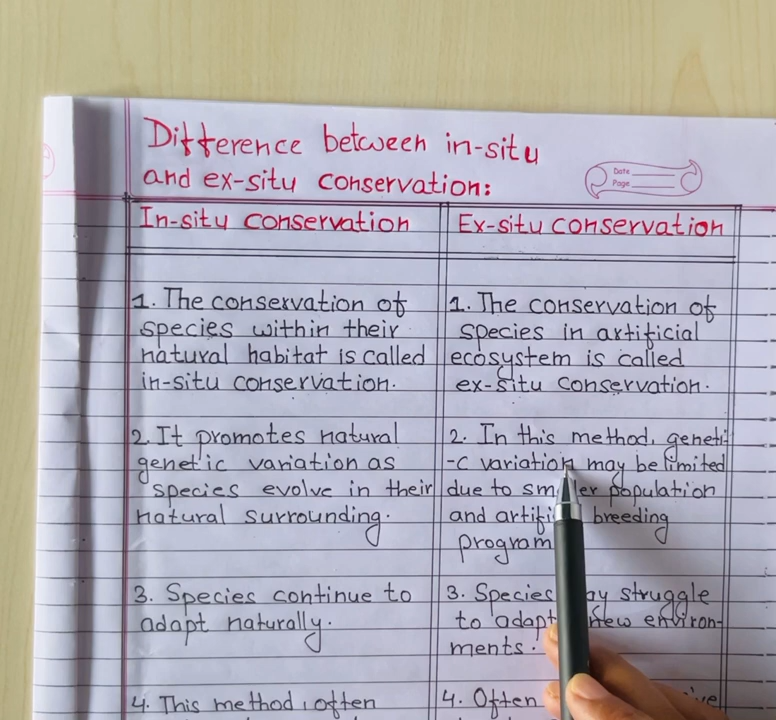 Difference between in-situ
and ex-situ conservation:
Date
Page
In-situ conservation
1. The conservation of
species within their
natural habitat is called
in-situ conservation.
2. It promotes natural
genetic variation as
species evolve in their
natural surrounding.
3. Species continue to
adapt naturally.
4. This method, often
Ex-situ conservation
1. The conservation of
species in artificial
ecosystem is called
ex-situ conservation.
2. In this method, geneti-
-c variation may be limited
due to population
and breeding
program
3. Species struggle
to adapt new environ-
ments.
4. Often